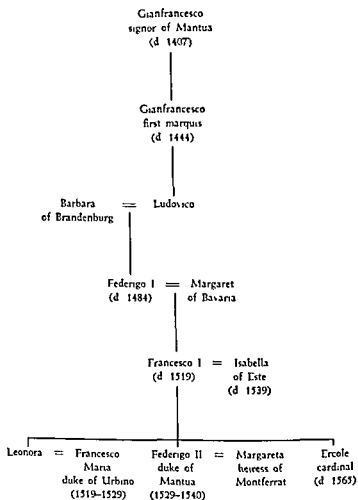 Gianfrancesco
signor of Mantua
(d 1407)
Gianfrancesco
first marquis
(d 1444)
Barbara = Ludovico
of Brandenburg
Federigo I = Margaret
(d 1484) of Bavaria
Francesco I = Isabella
(d 1519) of Este
(d 1539)
Leonora = Francesco Federigo II = Margareta Ercole
Maria duke of heiress of cardinal
duke of Urbino Mantua Montferrat (d 1565)
(1519–1529) (1529–1540)